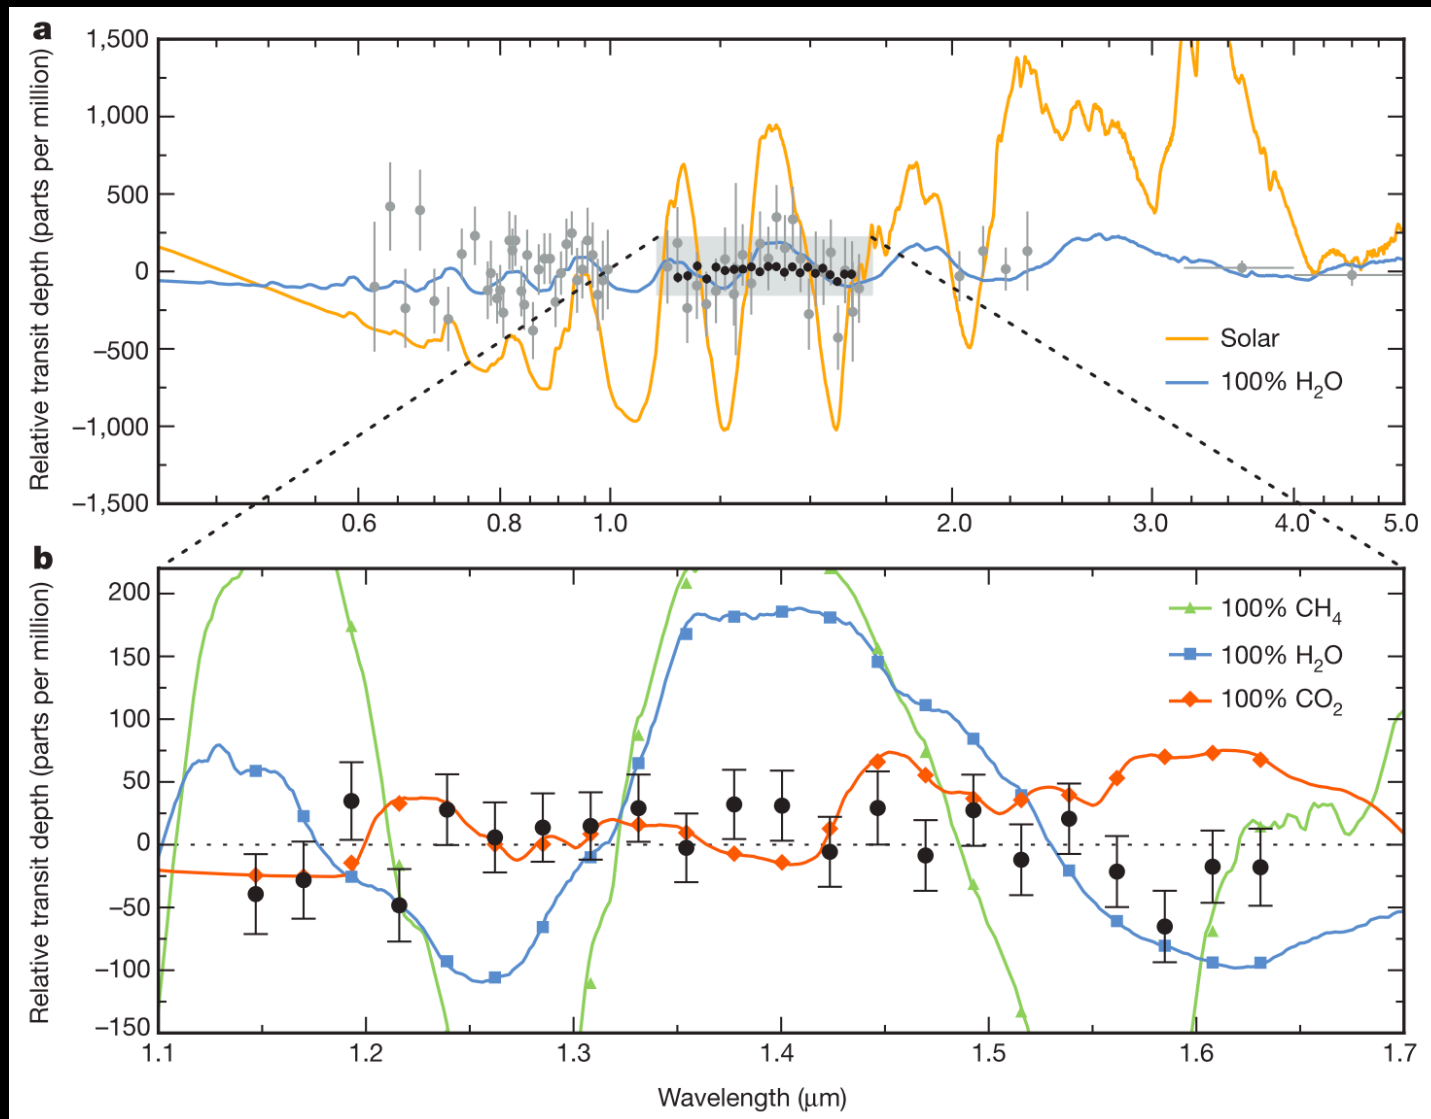 a
Relative transit depth (parts per million)
1,500
1,000
500
0
−500
−1,000
−1,500
Solar
100% H₂O
0.6 0.8 1.0 2.0 3.0 4.0 5.0
b
Relative transit depth (parts per million)
200
150
100
50
0
−50
−100
−150
100% CH₄
100% H₂O
100% CO₂
1.1 1.2 1.3 1.4 1.5 1.6 1.7
Wavelength (μm)